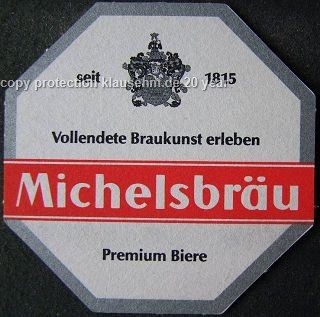 seit 1815
copy protection klausehm.de 20 year
Vollendete Braukunst erleben
Michelsbräu
Premium Biere